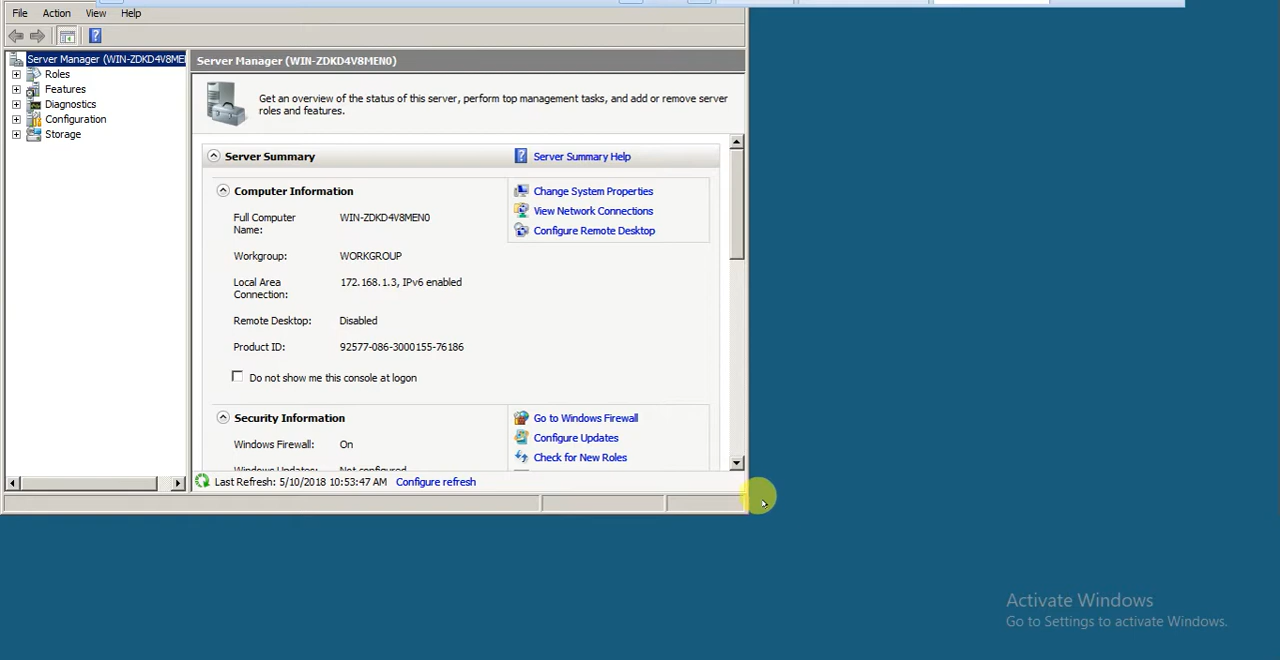 File Action View Help
Server Manager (WIN-ZDKD4V8MEN0)
Server Manager (WIN-ZDKD4V8ME
Roles
Features
Diagnostics
Configuration
Storage
Get an overview of the status of this server, perform top management tasks, and add or remove server
roles and features.
Server Summary
Server Summary Help
Computer Information
Full Computer
Name:
WIN-ZDKD4V8MEN0
Workgroup:
WORKGROUP
Local Area
Connection:
172.168.1.3, IPv6 enabled
Remote Desktop:
Disabled
Product ID:
92577-086-3000155-76186
Do not show me this console at logon
Change System Properties
View Network Connections
Configure Remote Desktop
Security Information
Windows Firewall:
On
Windows Updates:
Not configured
Go to Windows Firewall
Configure Updates
Check for New Roles
Last Refresh: 5/10/2018 10:53:47 AM Configure refresh
Activate Windows
Go to Settings to activate Windows.